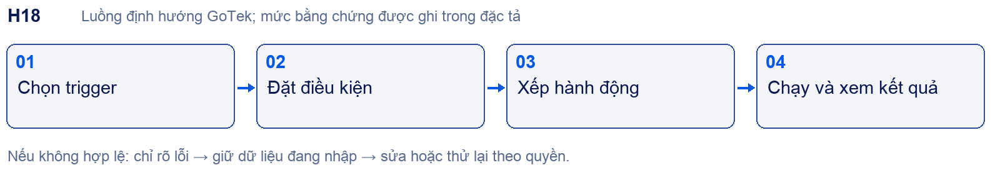 H18 Luồng định hướng GoTek; mức bằng chứng được ghi trong đặc tả
01
Chọn trigger
02
Đặt điều kiện
03
Xếp hành động
04
Chạy và xem kết quả
Nếu không hợp lệ: chỉ rõ lỗi → giữ dữ liệu đang nhập → sửa hoặc thử lại theo quyền.